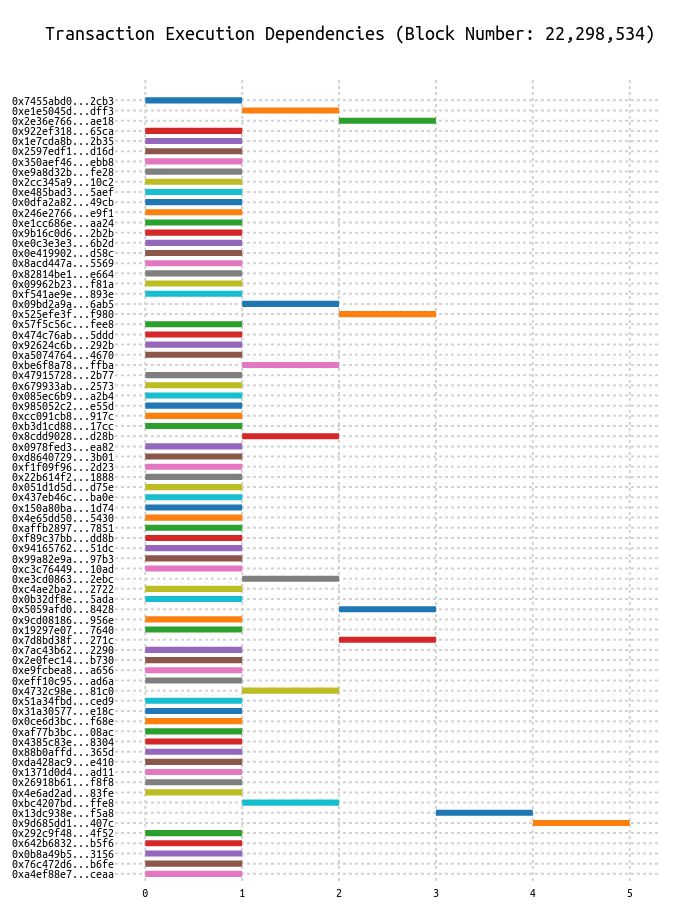 Transaction Execution Dependencies (Block Number: 22,298,534)
0x7455abd0...2cb3
0xe1e5045d...dff3
0x2e36e766...ae18
0x922ef318...65ca
0x1e7cda8b...2b35
0x2597edf1...d16d
0x350aef46...ebb8
0xe9a8d32b...fe28
0x2cc345a9...10c2
0xe485bad3...5aef
0x0dfa2a82...49cb
0x246e2766...e9f1
0xe1cc686e...aa24
0x9b16c0d6...2b2b
0xe0c3e3e3...6b2d
0x0e419902...d58c
0x8acd447a...5569
0x82814be1...e664
0x09962b23...f81a
0xf541ae9e...893e
0x09bd2a9a...6ab5
0x525efe3f...f980
0x57f5c56c...fee8
0x474c76ab...5ddd
0x92624c6b...292b
0xa5074764...4670
0xbe6f8a78...ffba
0x47915728...2b77
0x679933ab...2573
0x085ec6b9...a2b4
0x985052c2...e55d
0xcc091cb8...917c
0xb3d1cd88...17cc
0x8cdd9028...d28b
0x0978fed3...ea82
0xd8640729...3b01
0xf1f09f96...2d23
0x22b614f2...1888
0x051d1d5d...d75e
0x437eb46c...ba0e
0x150a80ba...1d74
0x4e65dd50...5430
0xaffb2897...7851
0xf89c37bb...dd8b
0x94165762...51dc
0x99a82e9a...97b3
0xc3c76449...10ad
0xe3cd0863...2ebc
0xc4ae2ba2...2722
0x0b32df8e...5ada
0x5059afd0...8428
0x9cd08186...956e
0x19297e07...7640
0x7d8bd38f...271c
0x7ac43b62...2290
0x2e0fec14...b730
0xe9fcbea8...a656
0xeff10c95...ad6a
0x4732c98e...81c0
0x51a34fbd...ced9
0x31a30577...e18c
0x0ce6d3bc...f68e
0xaf77b3bc...08ac
0x4385c83e...8304
0x88b0affd...365d
0xda428ac9...e410
0x1371d0d4...ad11
0x26918b61...f8f8
0x4e6ad2ad...83fe
0xbc4207bd...ffe8
0x13dc938e...f5a8
0x9d685dd1...407c
0x292c9f48...4f52
0x642b6832...b5f6
0x0b8a49b5...3156
0x76c472d6...b6fe
0xa4ef88e7...ceaa
0 1 2 3 4 5